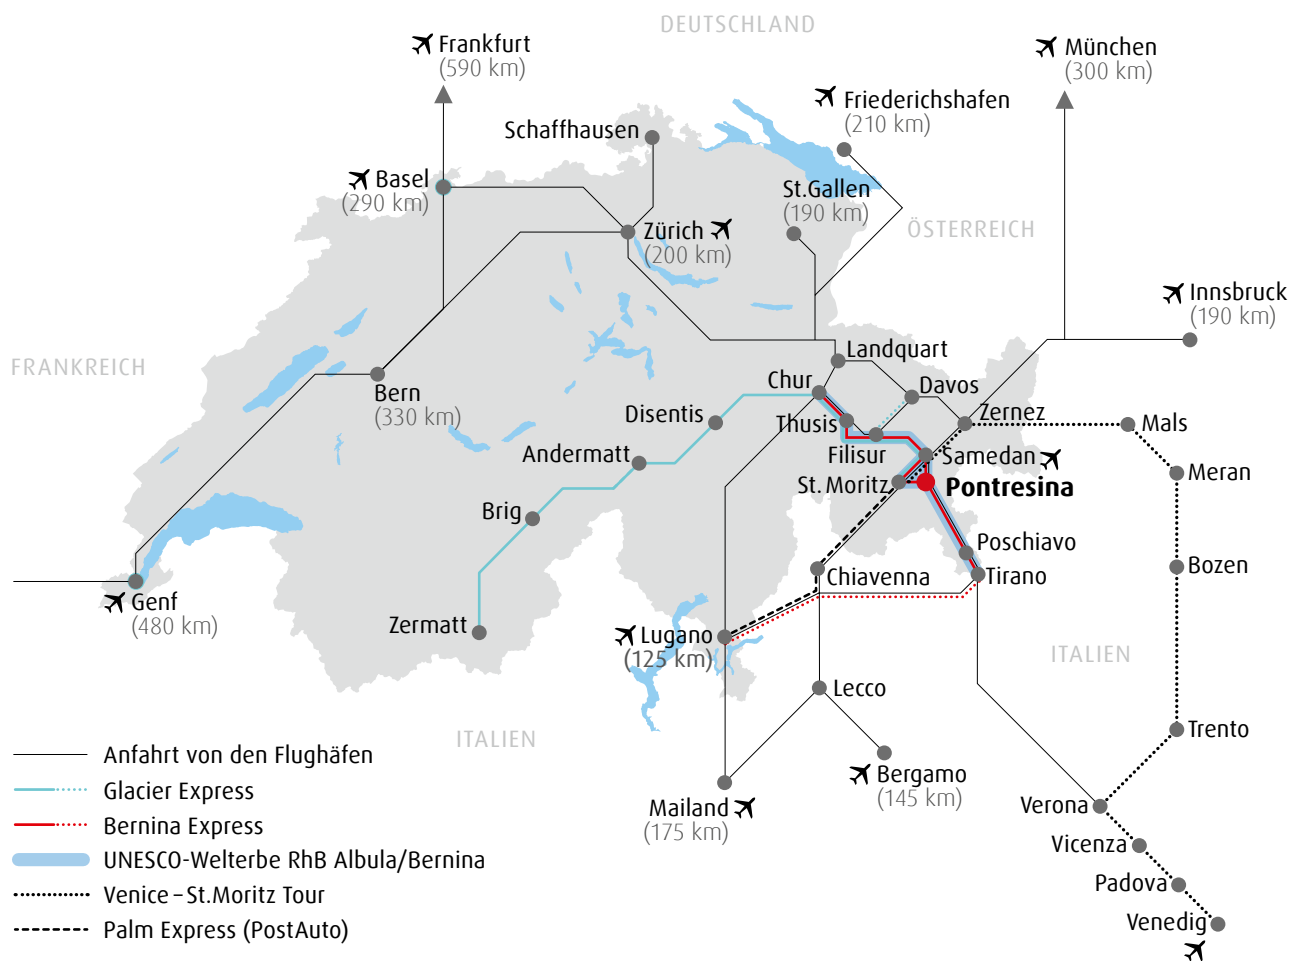 DEUTSCHLAND
Frankfurt
(590 km)
München
(300 km)
Friederichshafen
(210 km)
Schaffhausen
Basel
(290 km)
St.Gallen
(190 km)
Zürich
(200 km)
ÖSTERREICH
Innsbruck
(190 km)
FRANKREICH
Landquart
Bern
(330 km)
Chur
Davos
Disentis
Thusis
Zernez
Mals
Filisur
Andermatt
Samedan
Meran
St. Moritz
Pontresina
Brig
Poschiavo
Bozen
Chiavenna
Tirano
Genf
(480 km)
Zermatt
Lugano
(125 km)
ITALIEN
Lecco
ITALIEN
Trento
Bergamo
(145 km)
Mailand
(175 km)
Verona
Vicenza
Padova
Venedig
Anfahrt von den Flughäfen
Glacier Express
Bernina Express
UNESCO-Welterbe RhB Albula/Bernina
Venice – St.Moritz Tour
Palm Express (PostAuto)